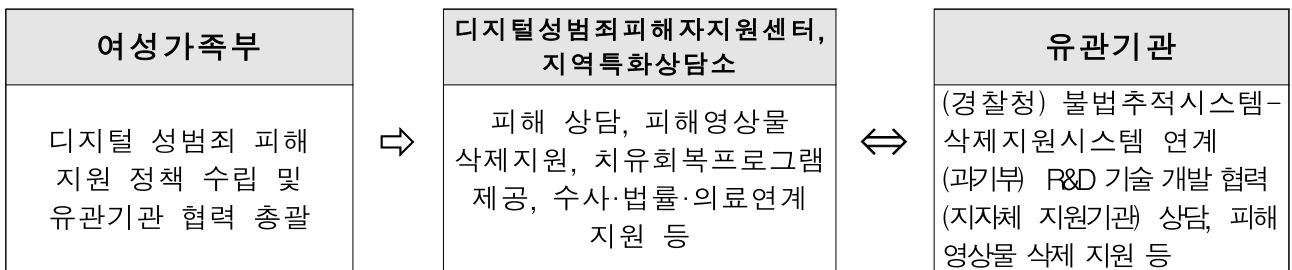 여성가족부
디지털 성범죄 피해
지원 정책 수립 및
유관기관 협력 총괄
⇨
디지털성범죄피해자지원센터,
지역특화상담소
피해 상담, 피해영상물
삭제지원, 치유회복프로그램
제공, 수사·법률·의료연계
지원 등
⇔
유관기관
(경찰청) 불법추적시스템-
삭제지원시스템 연계
(과기부) R&D 기술 개발 협력
(지자체 지원기관) 상담, 피해
영상물 삭제 지원 등